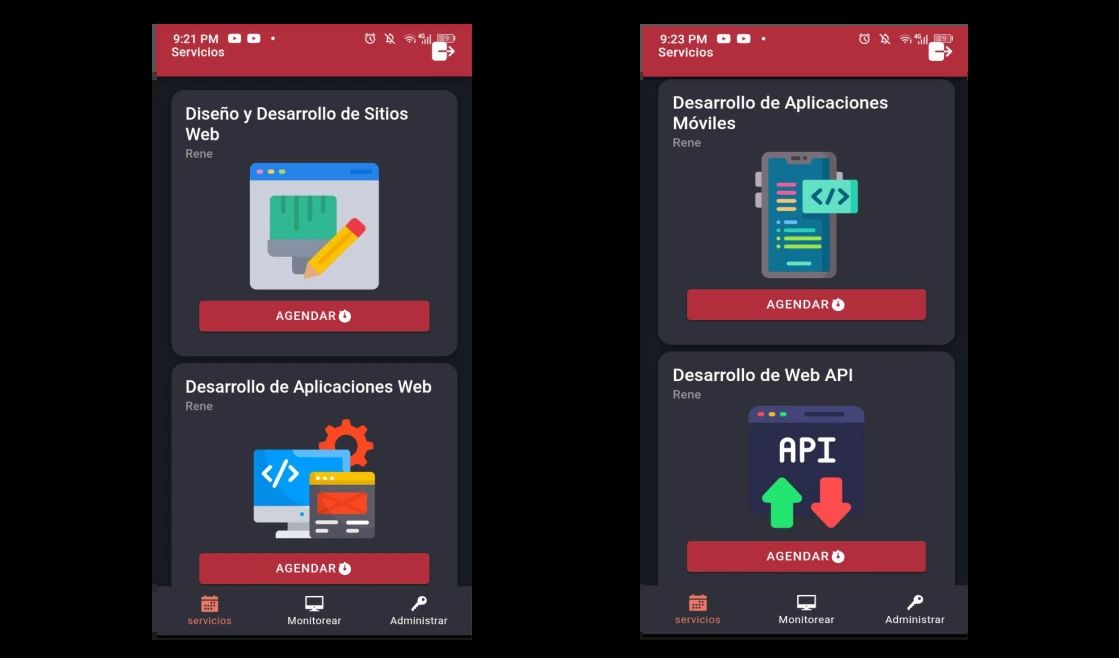 9:21 PM
Servicios
Diseño y Desarrollo de Sitios
Web
Rene
AGENDAR
Desarrollo de Aplicaciones Web
Rene
</>
AGENDAR
servicios
Monitorear
Administrar
9:23 PM
4G
Servicios
Desarrollo de Aplicaciones
Móviles
Rene
</>
AGENDAR
Desarrollo de Web API
Rene
API
AGENDAR
servicios
Monitorear
Administrar